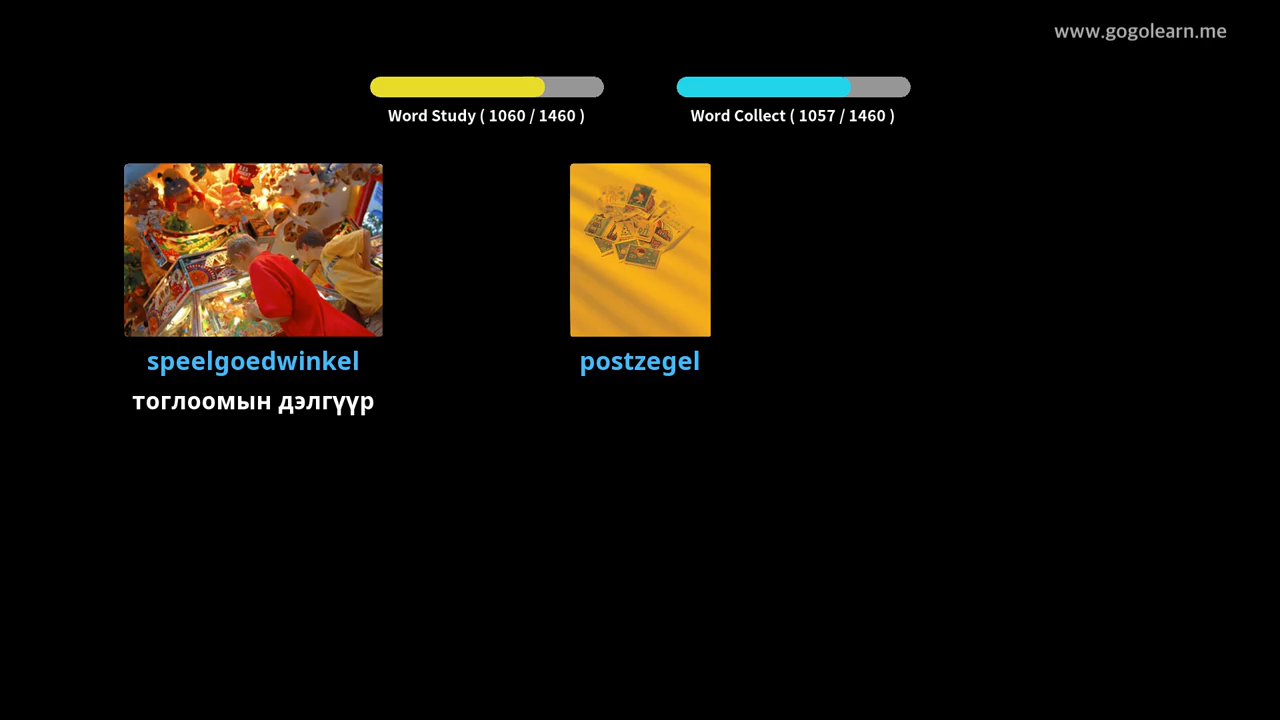 www.gogolearn.me
Word Study ( 1060 / 1460 )
Word Collect ( 1057 / 1460 )
speelgoedwinkel
postzegel
тоглоомын дэлгүүр